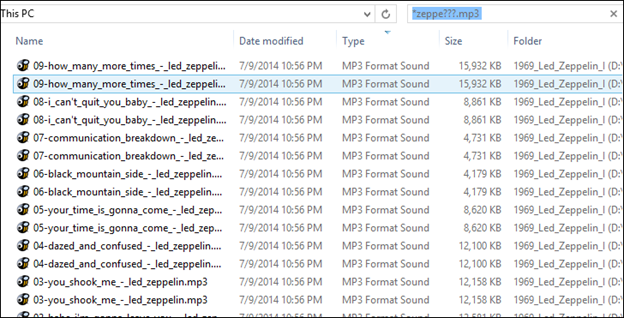 This PC *zeppe???.mp3
Name Date modified Type Size Folder
09-how_many_more_times_-_led_zeppelin... 7/9/2014 10:56 PM MP3 Format Sound 15,932 KB 1969_Led_Zeppelin_I (D:\
09-how_many_more_times_-_led_zeppelin... 7/9/2014 10:56 PM MP3 Format Sound 15,932 KB 1969_Led_Zeppelin_I (D:\
08-i_can't_quit_you_baby_-_led_zeppelin.... 7/9/2014 10:56 PM MP3 Format Sound 8,861 KB 1969_Led_Zeppelin_I (D:\
08-i_can't_quit_you_baby_-_led_zeppelin.... 7/9/2014 10:56 PM MP3 Format Sound 8,861 KB 1969_Led_Zeppelin_I (D:\
07-communication_breakdown_-_led_ze... 7/9/2014 10:56 PM MP3 Format Sound 4,731 KB 1969_Led_Zeppelin_I (D:\
07-communication_breakdown_-_led_ze... 7/9/2014 10:56 PM MP3 Format Sound 4,731 KB 1969_Led_Zeppelin_I (D:\
06-black_mountain_side_-_led_zeppelin.... 7/9/2014 10:56 PM MP3 Format Sound 4,179 KB 1969_Led_Zeppelin_I (D:\
06-black_mountain_side_-_led_zeppelin.... 7/9/2014 10:56 PM MP3 Format Sound 4,179 KB 1969_Led_Zeppelin_I (D:\
05-your_time_is_gonna_come_-_led_zep... 7/9/2014 10:56 PM MP3 Format Sound 8,620 KB 1969_Led_Zeppelin_I (D:\
05-your_time_is_gonna_come_-_led_zep... 7/9/2014 10:56 PM MP3 Format Sound 8,620 KB 1969_Led_Zeppelin_I (D:\
04-dazed_and_confused_-_led_zeppelin.... 7/9/2014 10:56 PM MP3 Format Sound 12,100 KB 1969_Led_Zeppelin_I (D:\
04-dazed_and_confused_-_led_zeppelin.... 7/9/2014 10:56 PM MP3 Format Sound 12,100 KB 1969_Led_Zeppelin_I (D:\
03-you_shook_me_-_led_zeppelin.mp3 7/9/2014 10:56 PM MP3 Format Sound 12,158 KB 1969_Led_Zeppelin_I (D:\
03-you_shook_me_-_led_zeppelin.mp3 7/9/2014 10:56 PM MP3 Format Sound 12,158 KB 1969_Led_Zeppelin_I (D:\